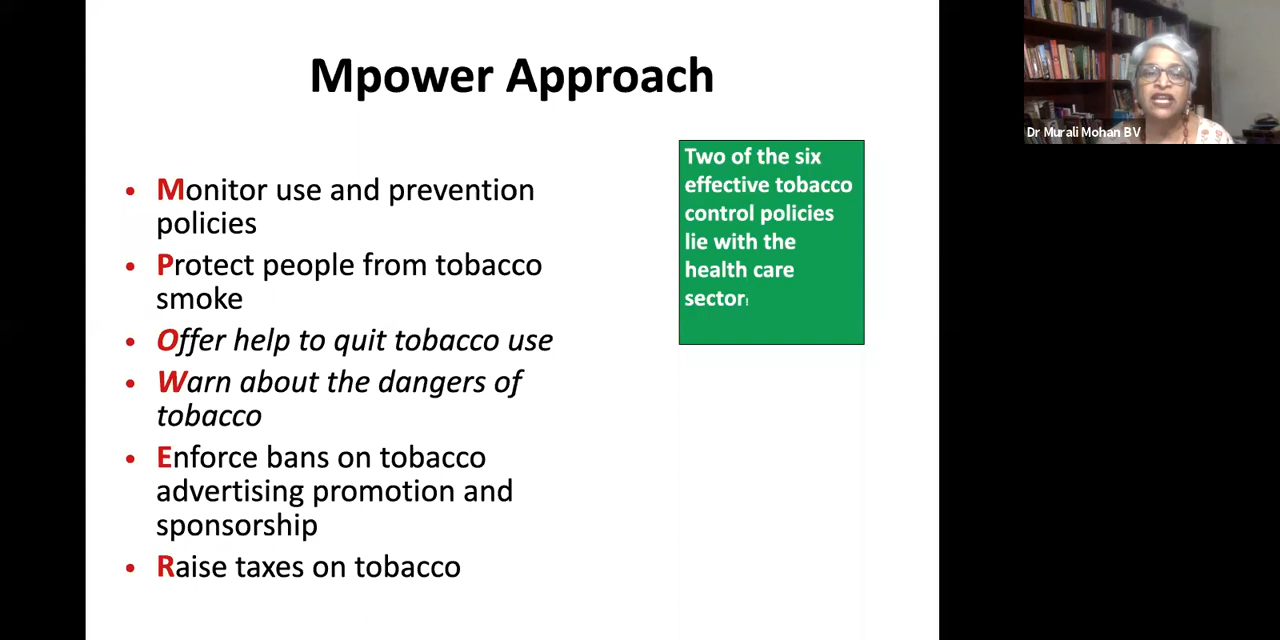 Mpower Approach
• Monitor use and prevention
policies
• Protect people from tobacco
smoke
• Offer help to quit tobacco use
• Warn about the dangers of
tobacco
• Enforce bans on tobacco
advertising promotion and
sponsorship
• Raise taxes on tobacco
Two of the six
effective tobacco
control policies
lie with the
health care
sector!
Dr Murali Mohan BV